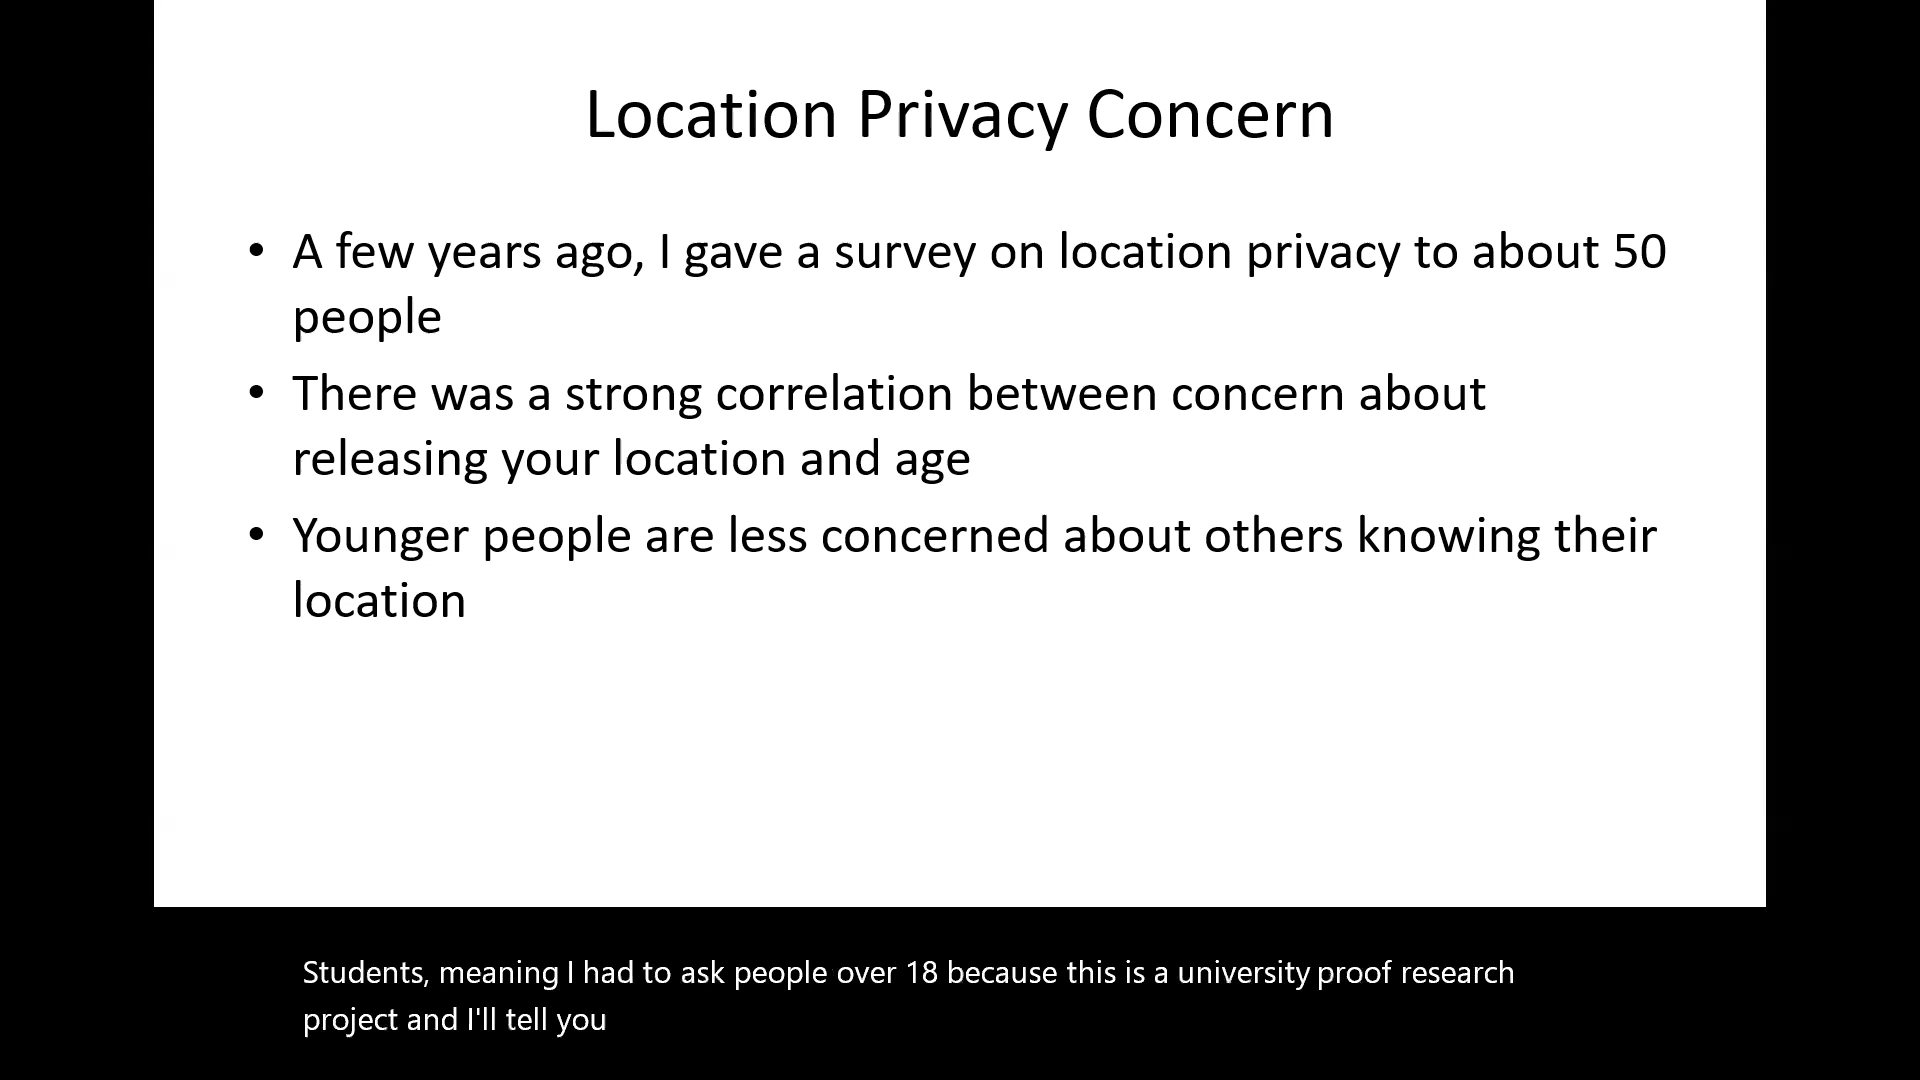 Location Privacy Concern
• A few years ago, I gave a survey on location privacy to about 50
people
• There was a strong correlation between concern about
releasing your location and age
• Younger people are less concerned about others knowing their
location
Students, meaning I had to ask people over 18 because this is a university proof research
project and I'll tell you